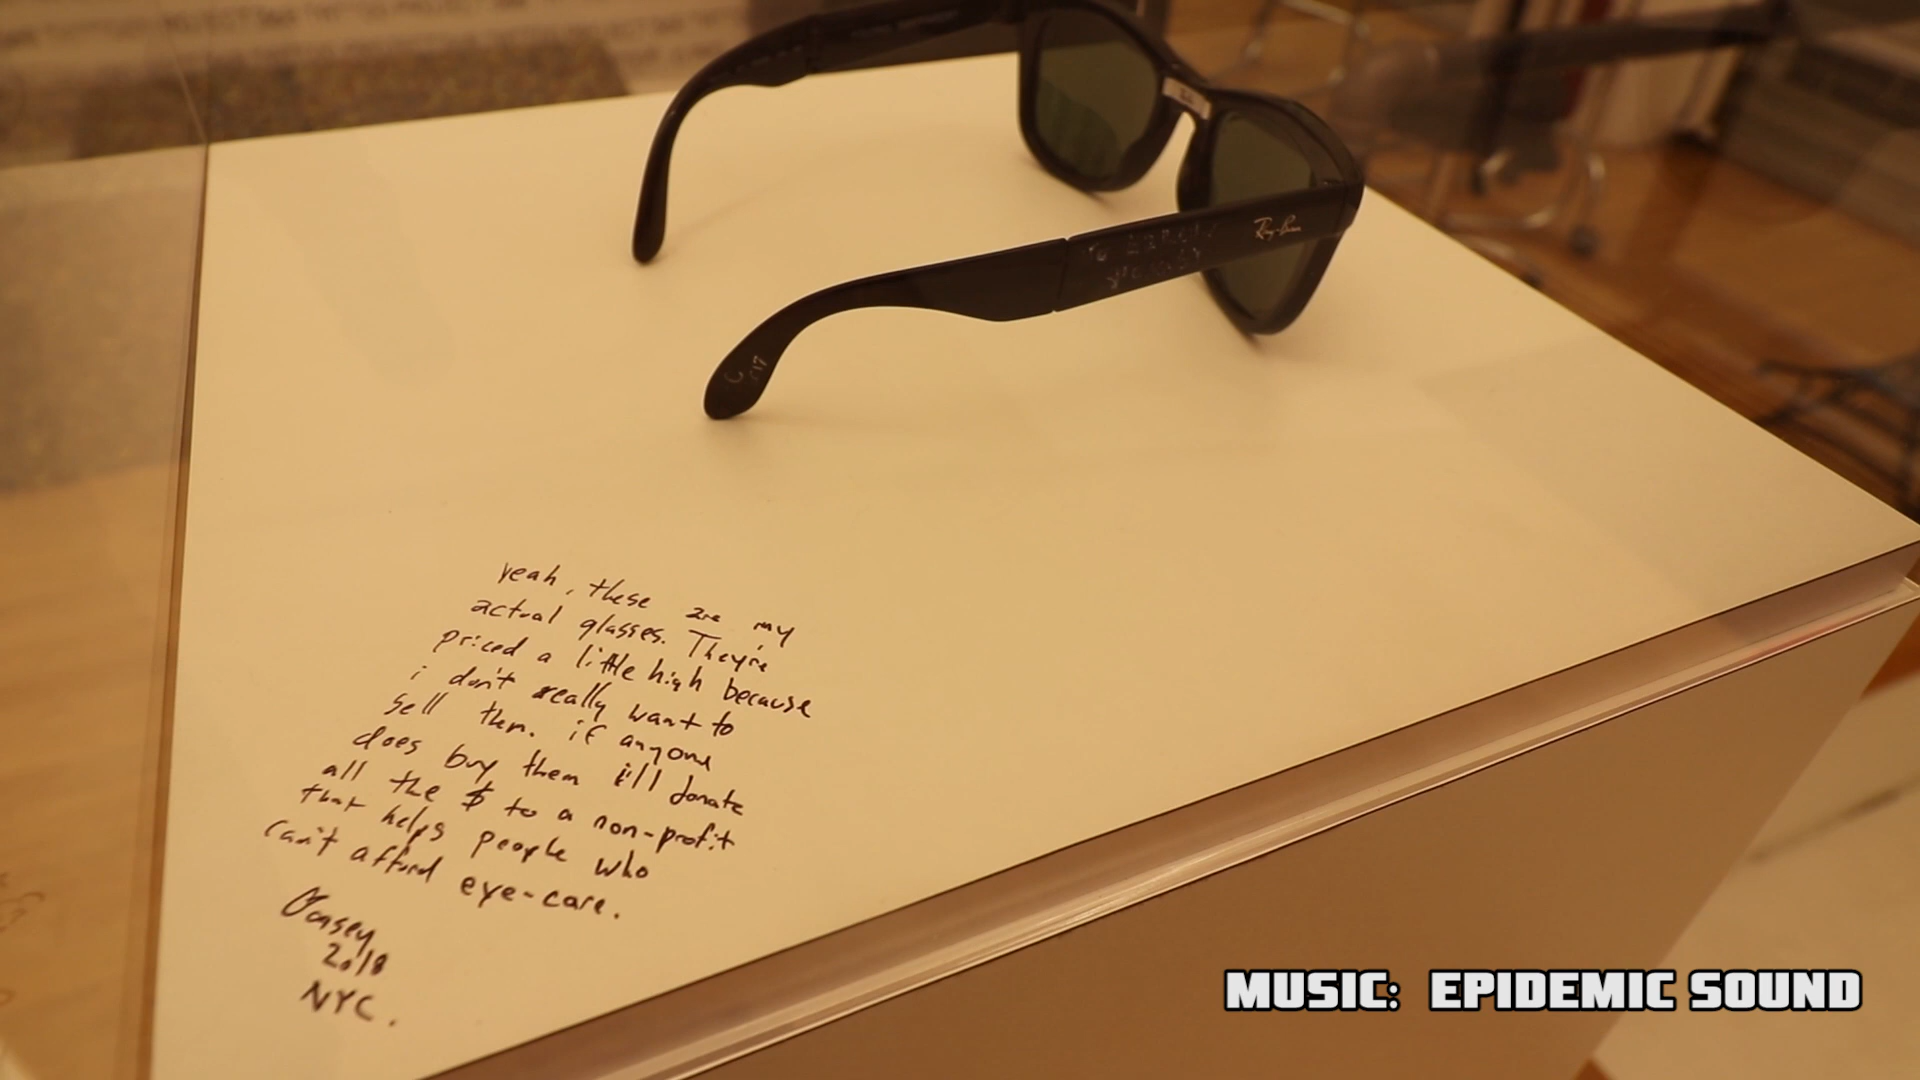 Ray-Ban
yeah, these are my
actual glasses. They're
priced a little high because
i don't really want to
sell them. if anyone
does buy them i'll donate
all the $ to a non-profit
that helps people who
can't afford eye-care.
Casey
2018
NYC.
MUSIC: EPIDEMIC SOUND